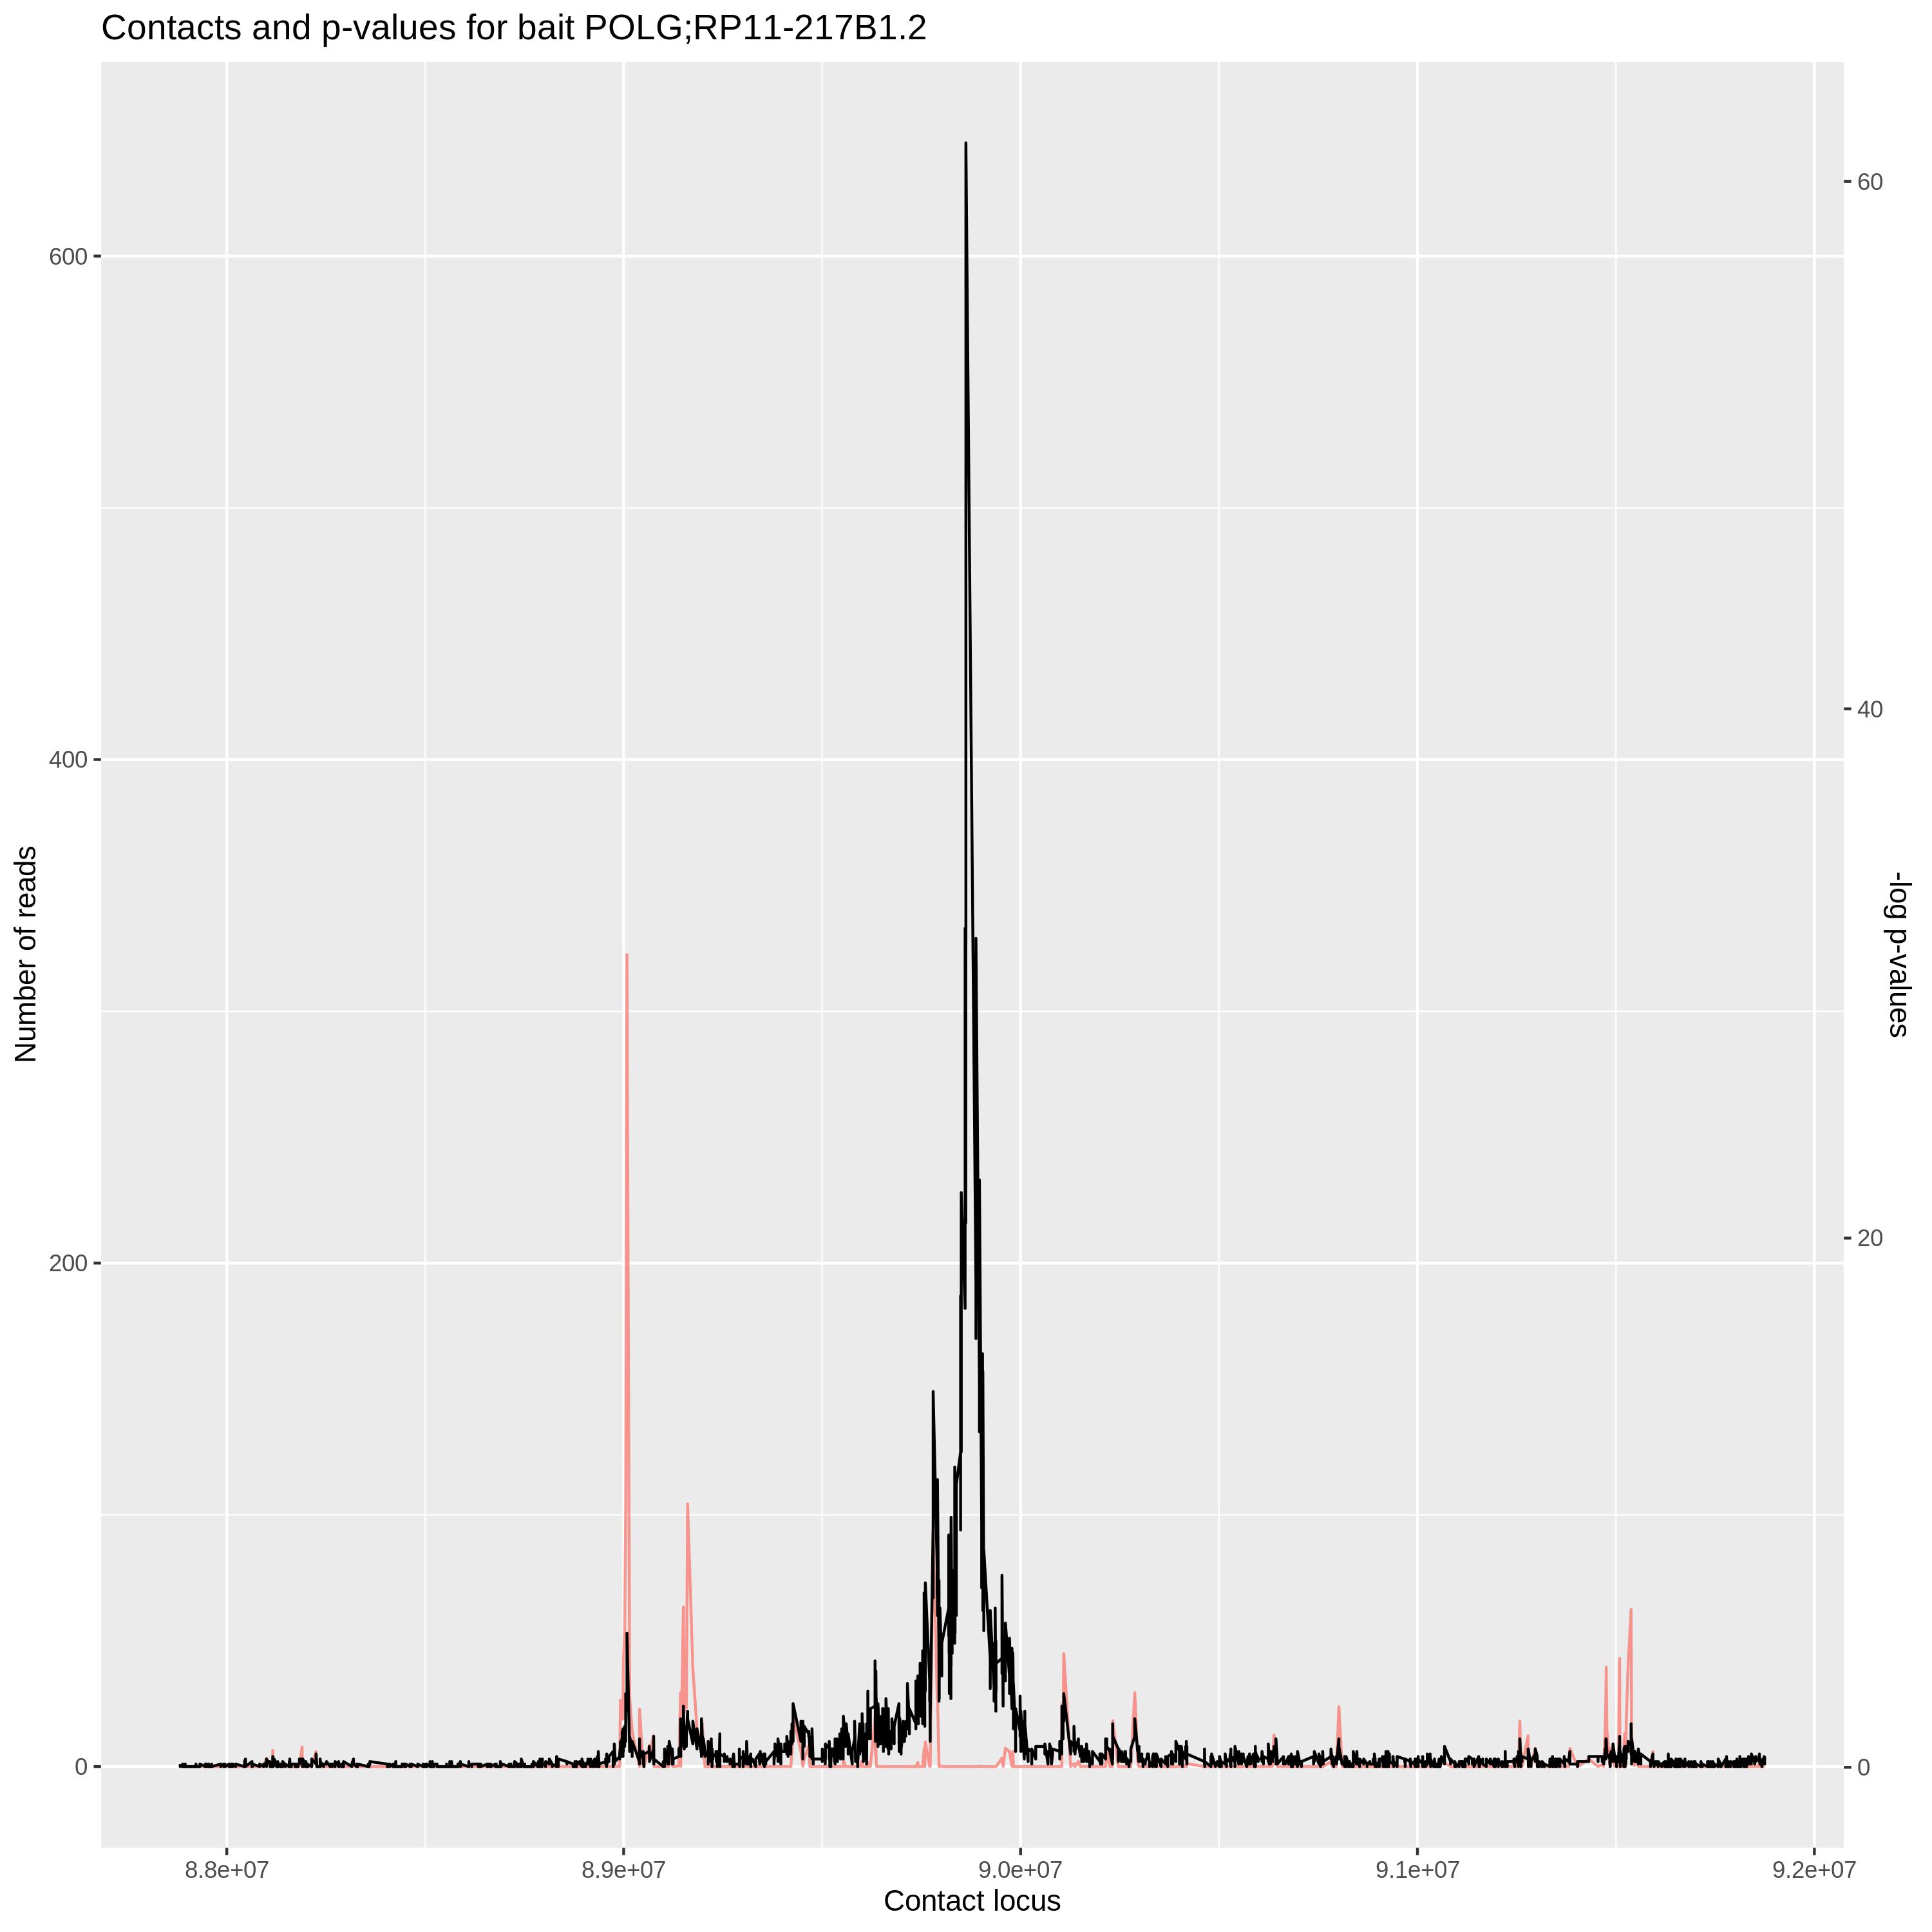 Contacts and p-values for bait POLG;RP11-217B1.2
600
400
200
0
60
40
20
0
Number of reads
-log p-values
8.8e+07 8.9e+07 9.0e+07 9.1e+07 9.2e+07
Contact locus